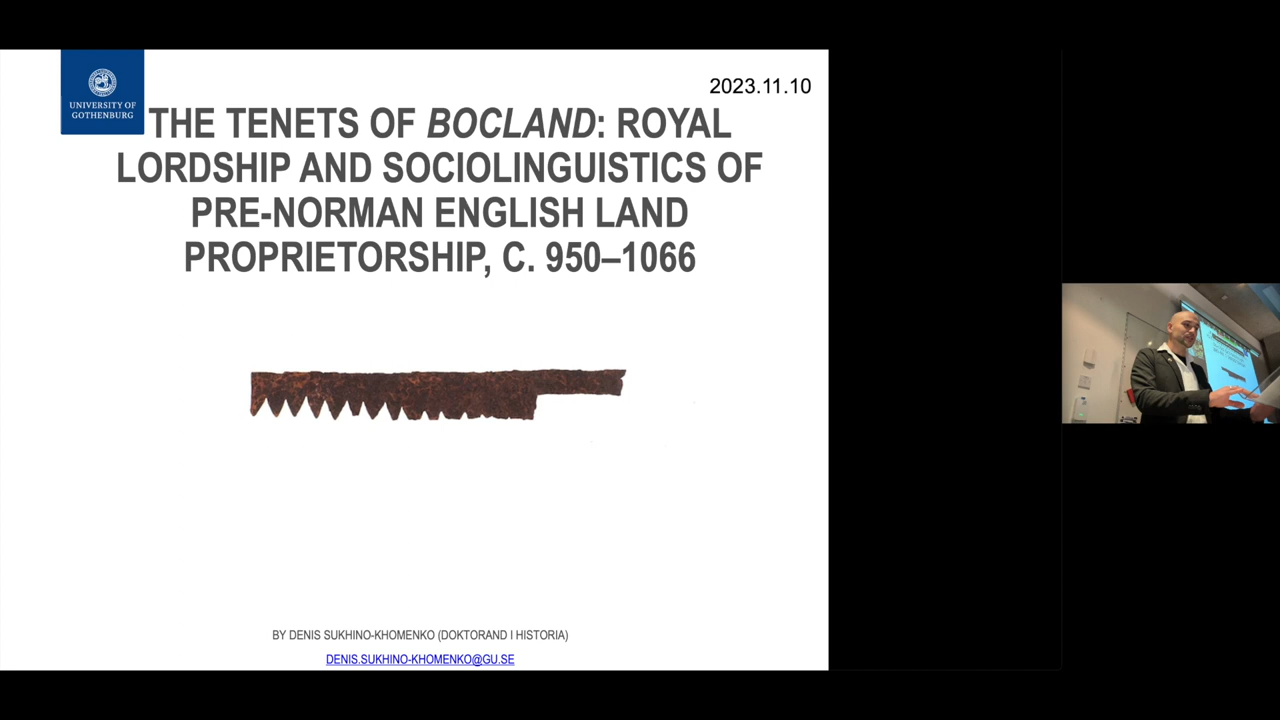 UNIVERSITY OF
GOTHENBURG
2023.11.10
THE TENETS OF BOCLAND: ROYAL
LORDSHIP AND SOCIOLINGUISTICS OF
PRE-NORMAN ENGLISH LAND
PROPRIETORSHIP, C. 950–1066
BY DENIS SUKHINO-KHOMENKO (DOKTORAND I HISTORIA)
DENIS.SUKHINO-KHOMENKO@GU.SE